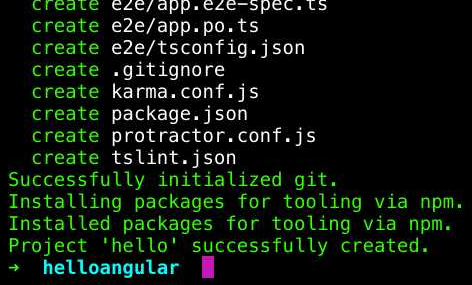 create e2e/app.e2e-spec.ts
create e2e/app.po.ts
create e2e/tsconfig.json
create .gitignore
create karma.conf.js
create package.json
create protractor.conf.js
create tslint.json
Successfully initialized git.
Installing packages for tooling via npm.
Installed packages for tooling via npm.
Project 'hello' successfully created.
→ helloangular